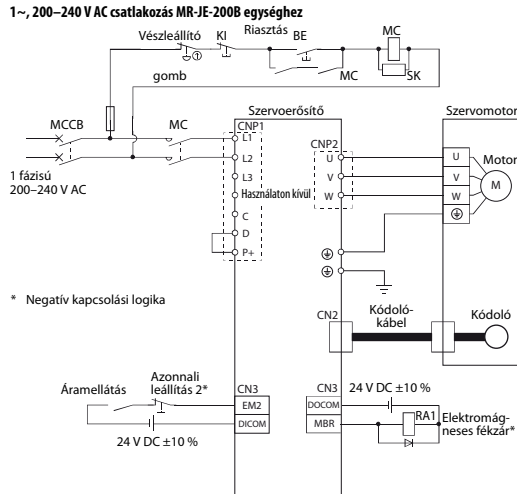 1~, 200–240 V AC csatlakozás MR-JE-200B egységhez
Vészleállító
gomb
KI
Riasztás
BE
MC
MC
SK
①
MCCB
MC
1 fázisú
200–240 V AC
Szervoerősítő
Szervomotor
CNP1
L1
L2
L3
Használaton kívül
C
D
P+
CNP2
U
V
W
U
V
W
Motor
M
* Negatív kapcsolási logika
CN2
Kódoló-
kábel
Kódoló
Áramellátás
Azonnali
leállítás 2*
24 V DC ±10 %
CN3
EM2
DICOM
CN3
DOCOM
MBR
24 V DC ±10 %
RA1
Elektromág-
neses fékzár*